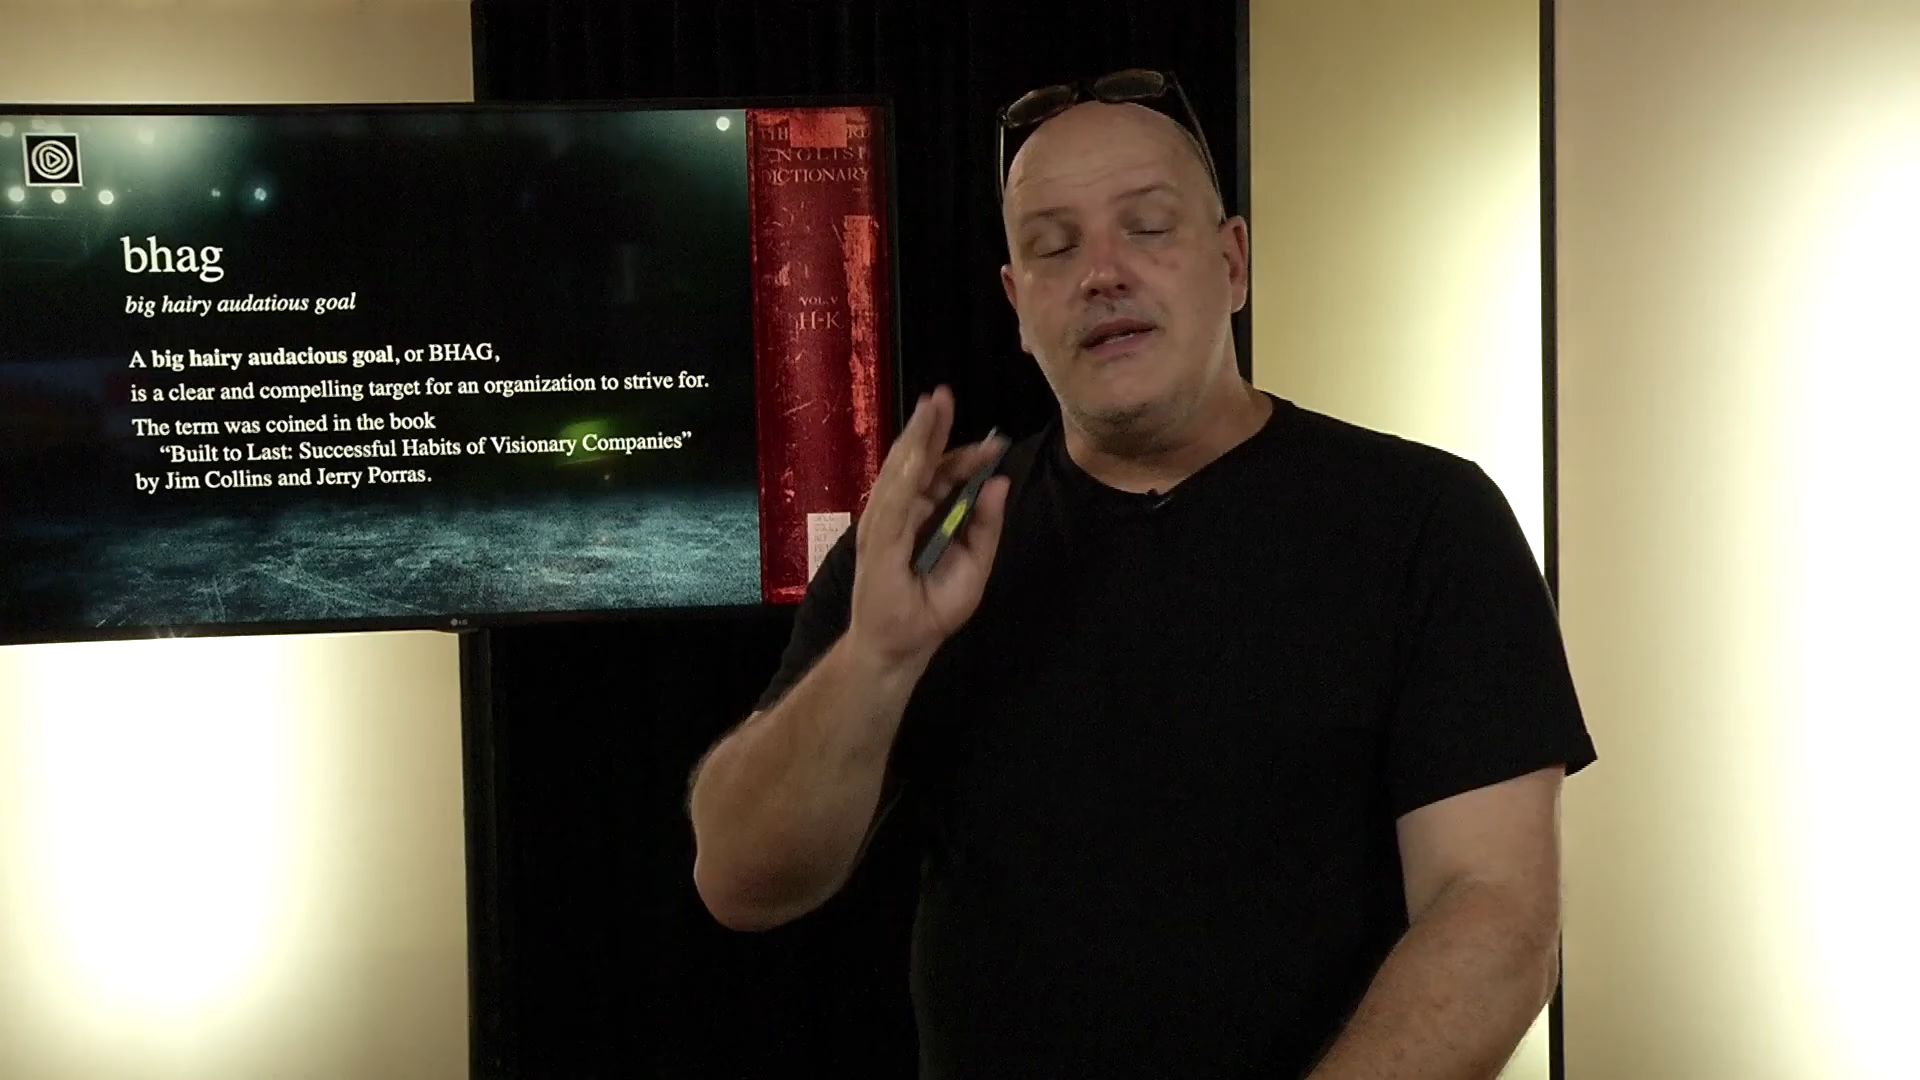 bhag
big hairy audatious goal
A big hairy audacious goal, or BHAG,
is a clear and compelling target for an organization to strive for.
The term was coined in the book
“Built to Last: Successful Habits of Visionary Companies”
by Jim Collins and Jerry Porras.
VOL. V
H-K
LG